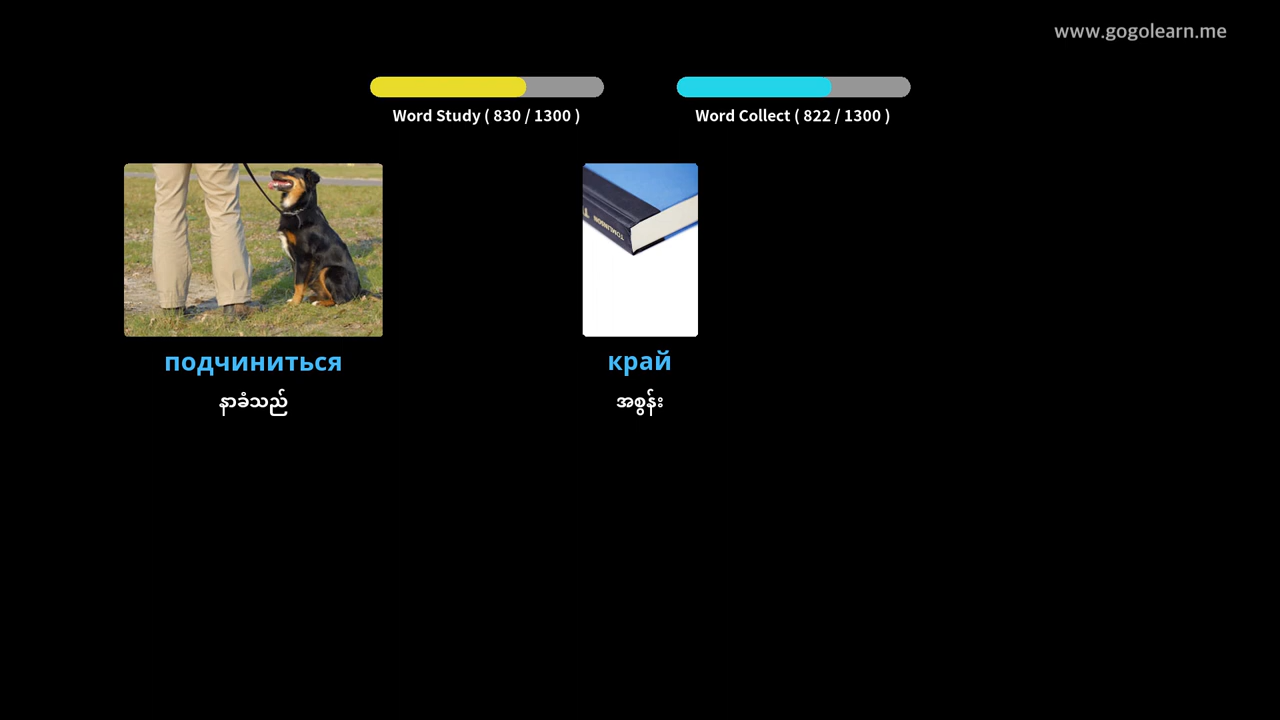 www.gogolearn.me
Word Study ( 830 / 1300 )
Word Collect ( 822 / 1300 )
TOMLINSON
подчиниться
край
နာခံသည်
အစွန်း